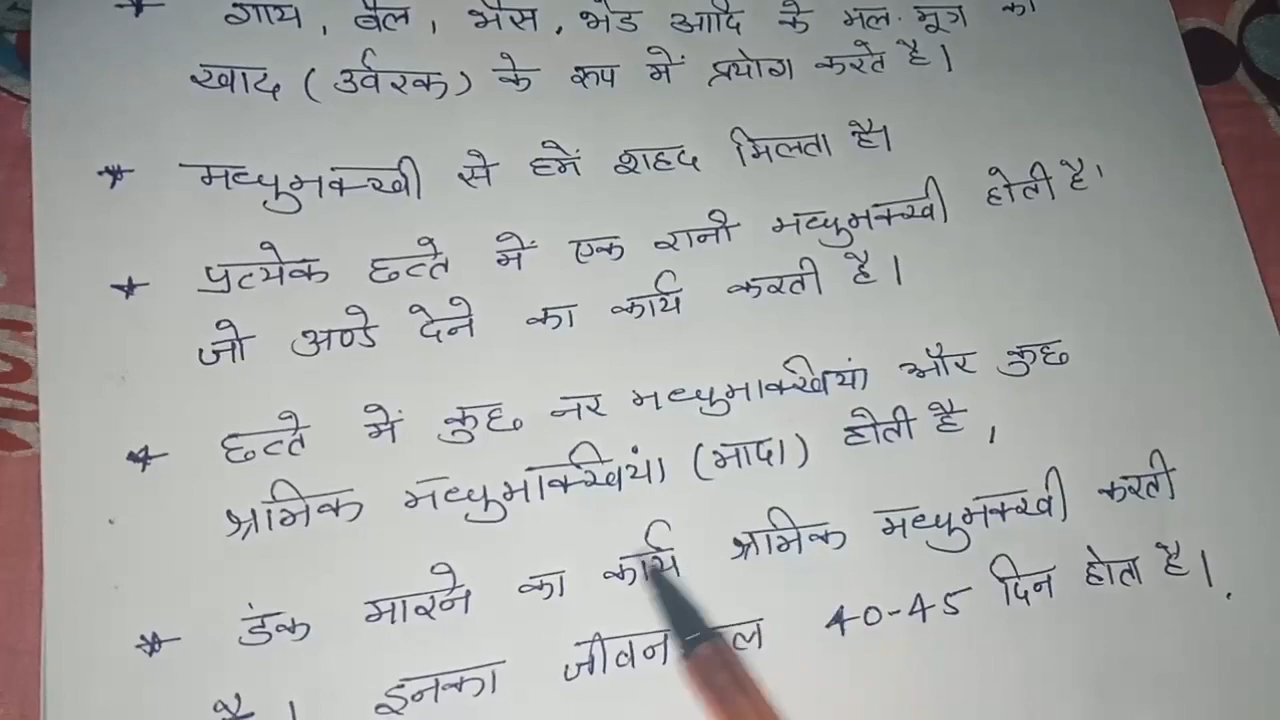 * गाय, बैल, भैंस, भेड आदि के मल-मूत्र का
खाद (उर्वरक) के रूप में प्रयोग करते है।
* मधुमक्खी से हमें शहद मिलता है।
* प्रत्येक छत्ते में एक रानी मधुमक्खी होती है।
जो अण्डे देने का कार्य करती है।
* छत्ते में कुछ नर मधुमक्खियां और कुछ
श्रमिक मधुमक्खियां (मादा) होती है,
* डंक मारने का कार्य श्रमिक मधुमक्खी करती
है। इनका 40-45 दिन होता है।